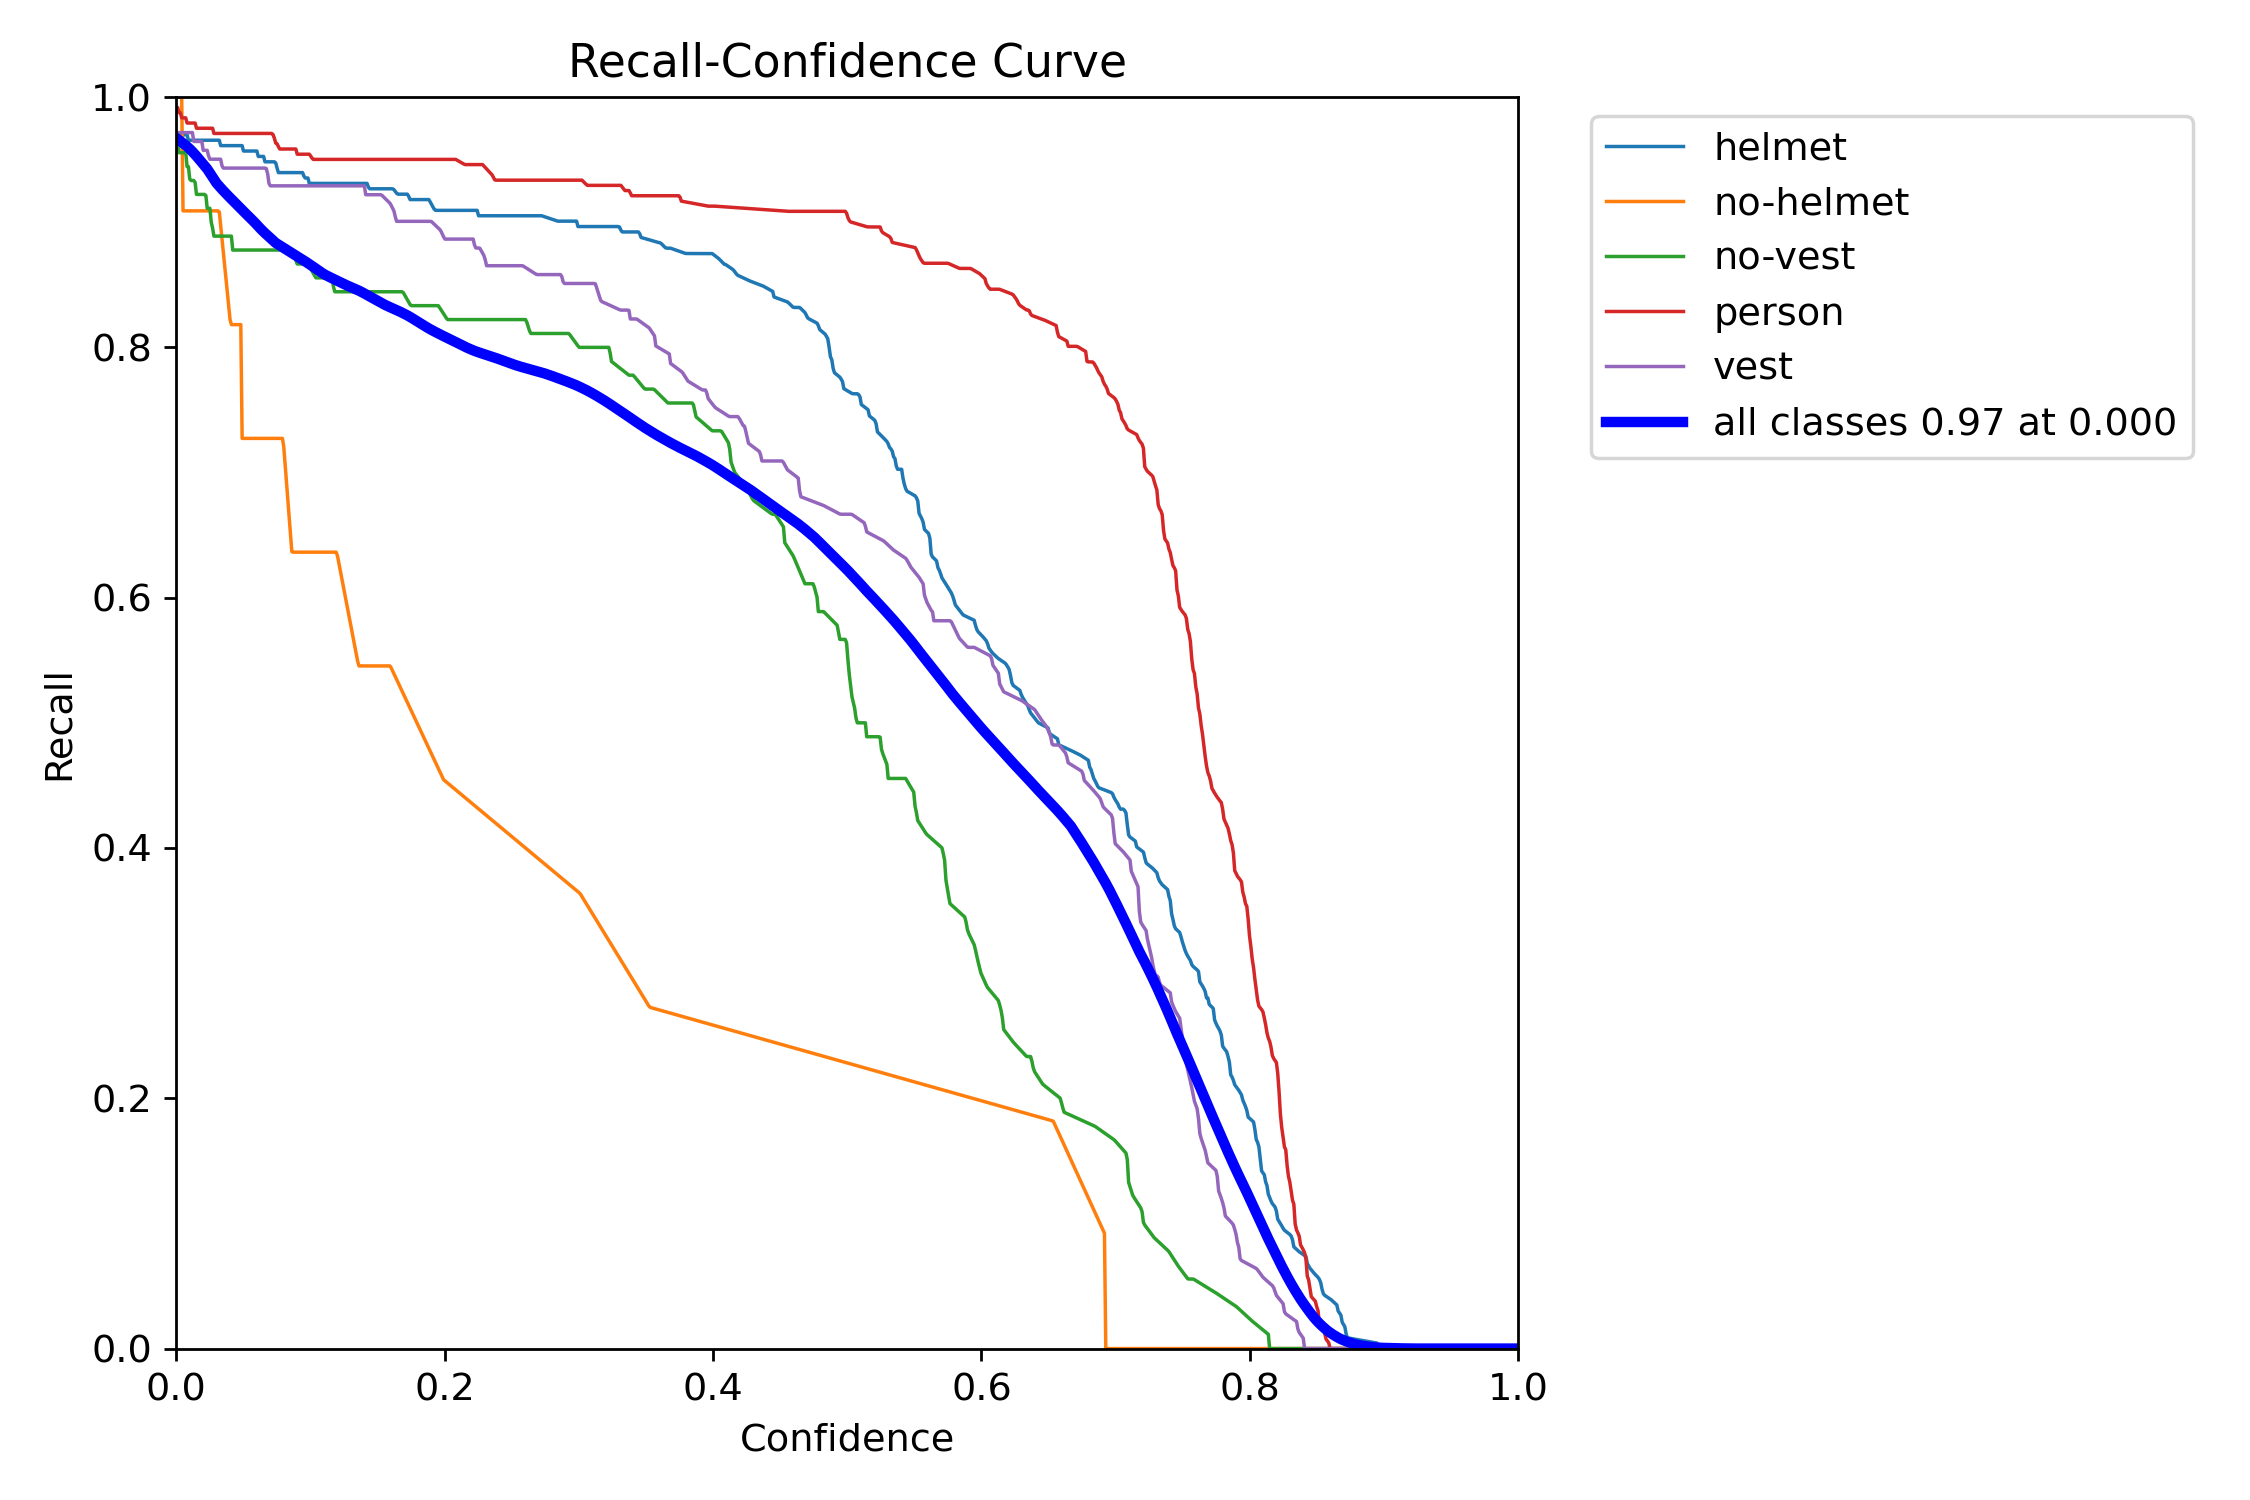 Recall-Confidence Curve
1.0
0.8
0.6
0.4
0.2
0.0
Recall
0.0 0.2 0.4 0.6 0.8 1.0
Confidence
helmet
no-helmet
no-vest
person
vest
all classes 0.97 at 0.000